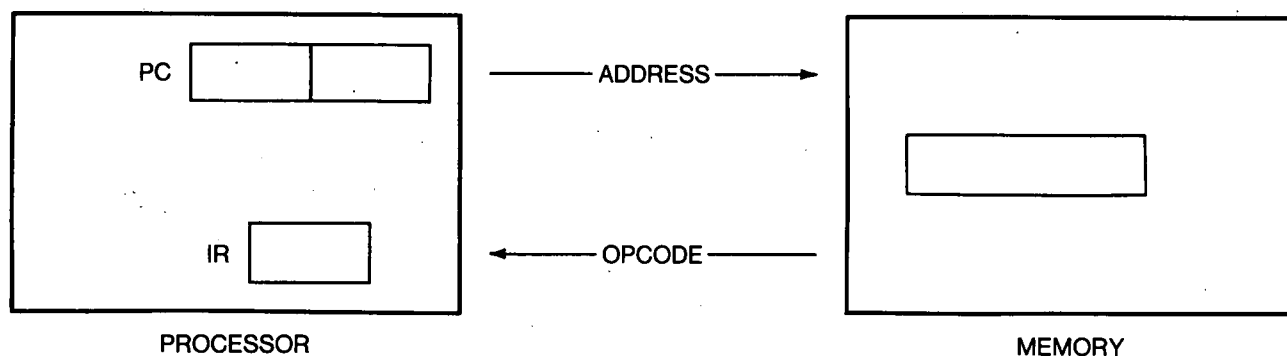 PC
ADDRESS
IR
OPCODE
PROCESSOR
MEMORY